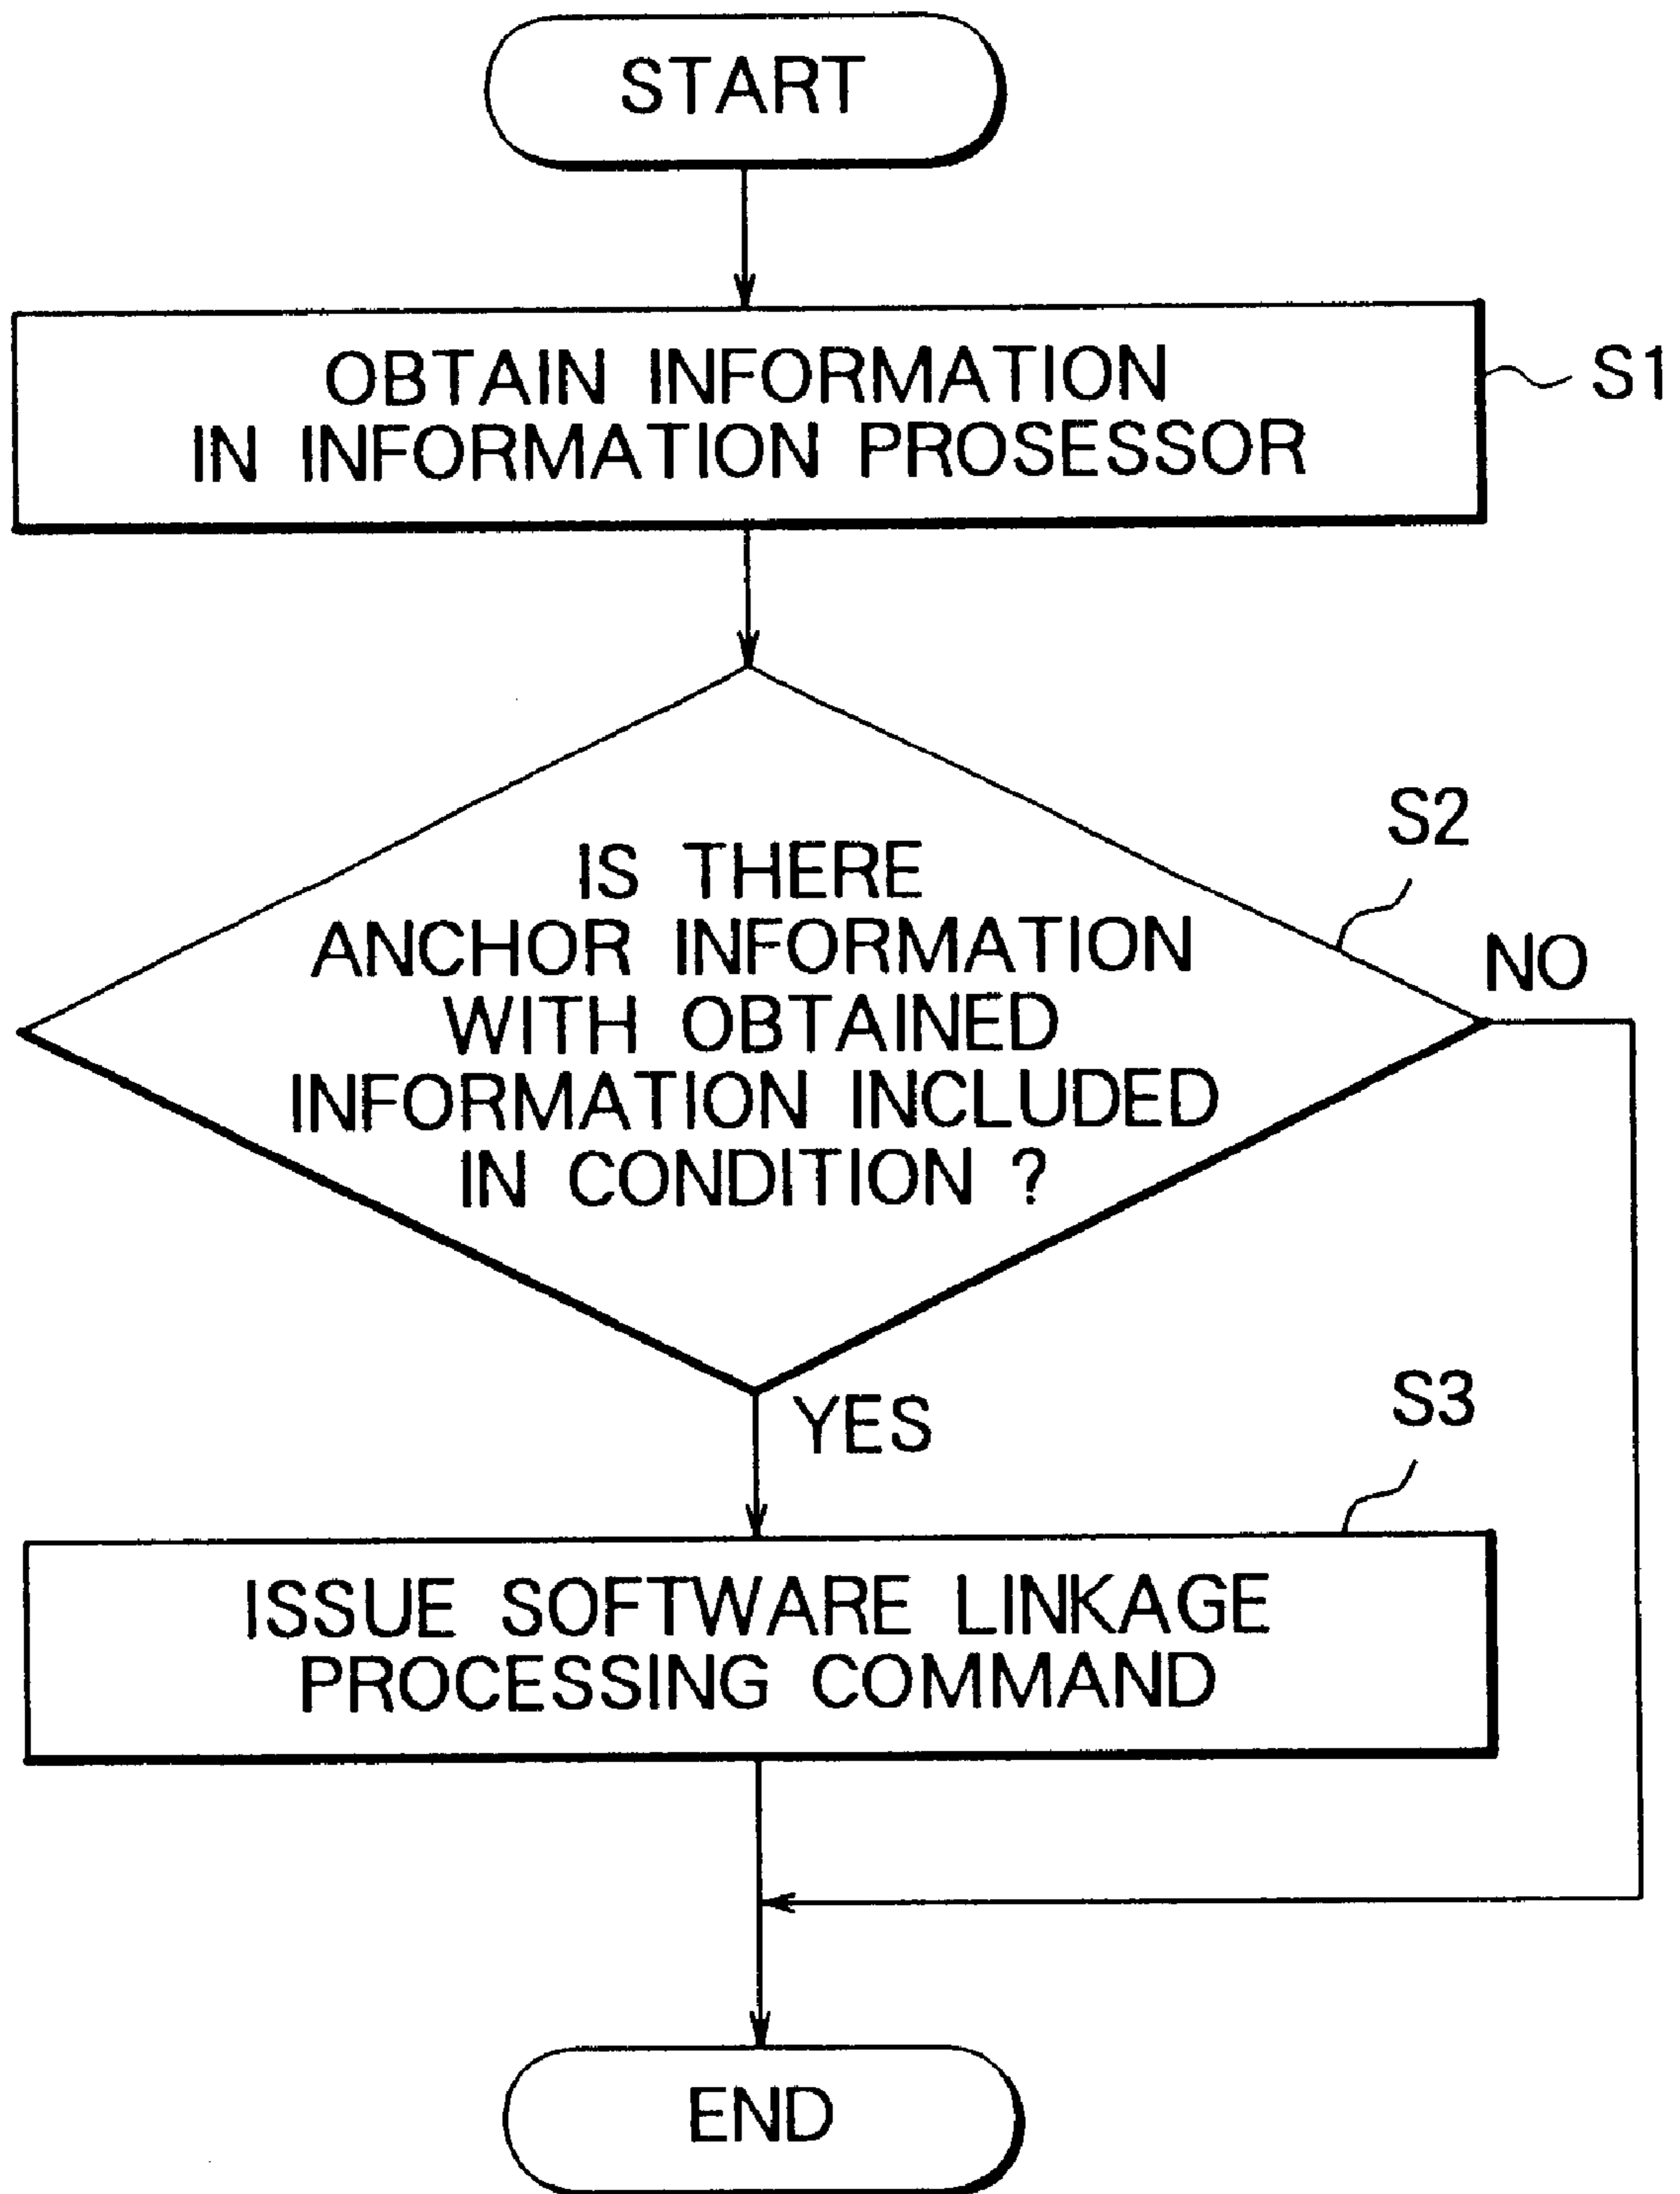 START
OBTAIN INFORMATION
IN INFORMATION PROSESSOR
S1
S2
IS THERE
ANCHOR INFORMATION
WITH OBTAINED
INFORMATION INCLUDED
IN CONDITION ?
NO
YES
S3
ISSUE SOFTWARE LINKAGE
PROCESSING COMMAND
END